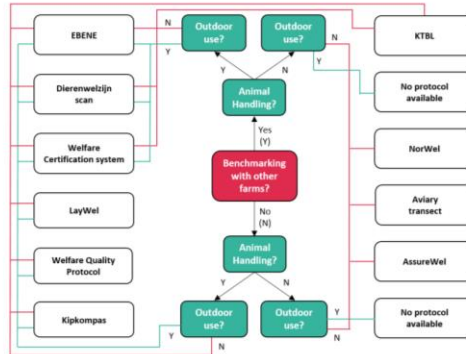 EBENE
N
Y
Outdoor
use?
Outdoor
use?
N
Y
KTBL
Dierenwelzijn
scan
Y
N
Animal
Handling?
No protocol
available
Yes
(Y)
Welfare
Certification system
Benchmarking
with other
farms?
NorWel
LayWel
No
(N)
Aviary
transect
Animal
Handling?
Welfare Quality
Protocol
Y
N
AssureWel
Kipkompas
Y
N
Outdoor
use?
Outdoor
use?
Y
N
No protocol
available